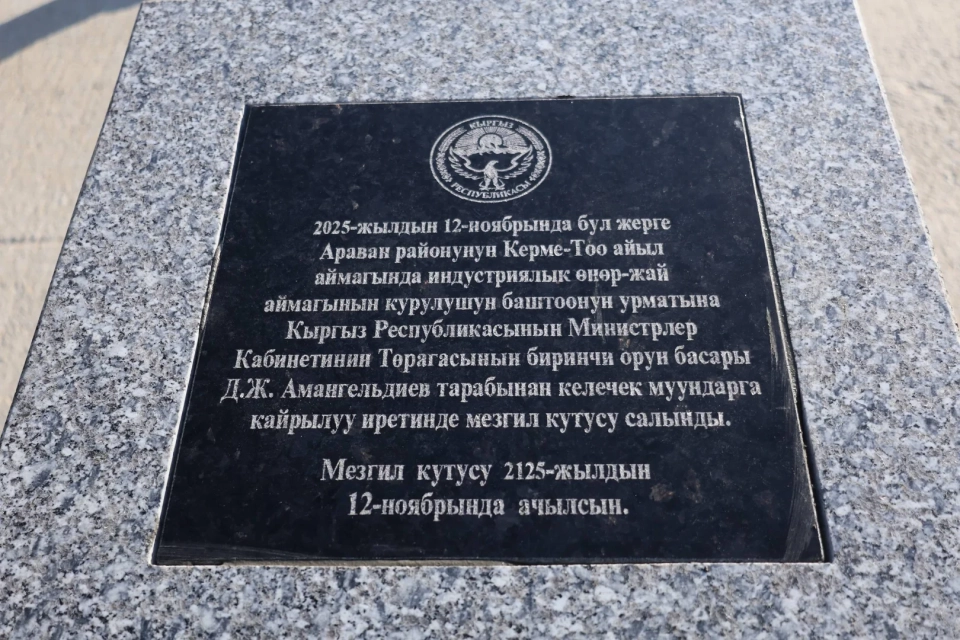 КЫРГЫЗ
РЕСПУБЛИКАСЫ
2025-жылдын 12-ноябрында бул жерге
Араван районунун Керме-Тоо айыл
аймагында индустриялык өнөр-жай
аймагынын курулушун баштоонун урматына
Кыргыз Республикасынын Министрлер
Кабинетинин Төрагасынын биринчи орун басары
Д.Ж. Амангельдиев тарабынан келечек муундарга
кайрылуу иретинде мезгил кутусу салынды.
Мезгил кутусу 2125-жылдын
12-ноябрында ачылсын.